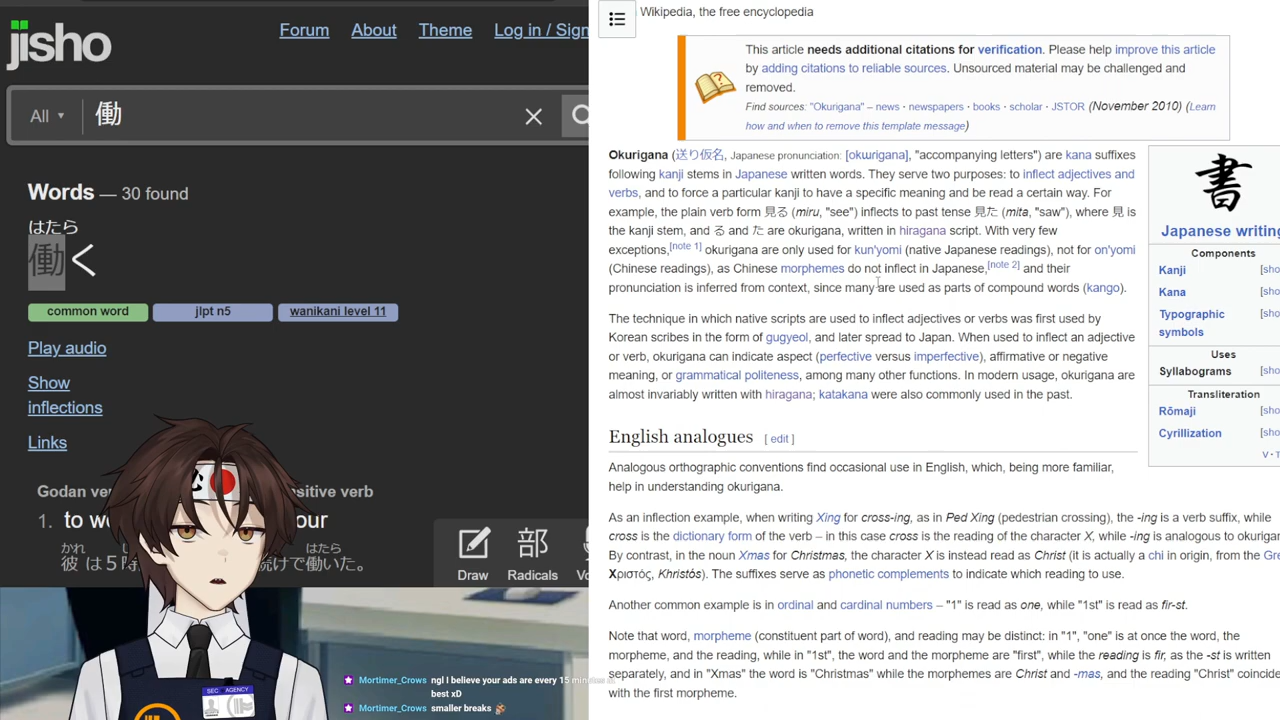 jisho
Forum About Theme Log in / Sign
All ▾ 働
Words — 30 found
はたら
働く
common word jlpt n5 wanikani level 11
Play audio
Show
inflections
Links
Godan ve sitive verb
1. to w our
かれ じ はたら
彼 は5時 続けて働いた。
Draw Radicals Vo
部
SEC AGENCY
Mortimer_Crows ngl I believe your ads are every 15 minutes at
best xD
Mortimer_Crows smaller breaks
Wikipedia, the free encyclopedia
This article needs additional citations for verification. Please help improve this article
by adding citations to reliable sources. Unsourced material may be challenged and
removed.
Find sources: "Okurigana" – news · newspapers · books · scholar · JSTOR (November 2010) (Learn
how and when to remove this template message)
Okurigana (送り仮名, Japanese pronunciation: [okɯɾigana], "accompanying letters") are kana suffixes
following kanji stems in Japanese written words. They serve two purposes: to inflect adjectives and
verbs, and to force a particular kanji to have a specific meaning and be read a certain way. For
example, the plain verb form 見る (miru, "see") inflects to past tense 見た (mita, "saw"), where 見 is
the kanji stem, and る and た are okurigana, written in hiragana script. With very few
exceptions,[note 1] okurigana are only used for kun'yomi (native Japanese readings), not for on'yomi
(Chinese readings), as Chinese morphemes do not inflect in Japanese,[note 2] and their
pronunciation is inferred from context, since many are used as parts of compound words (kango).
The technique in which native scripts are used to inflect adjectives or verbs was first used by
Korean scribes in the form of gugyeol, and later spread to Japan. When used to inflect an adjective
or verb, okurigana can indicate aspect (perfective versus imperfective), affirmative or negative
meaning, or grammatical politeness, among many other functions. In modern usage, okurigana are
almost invariably written with hiragana; katakana were also commonly used in the past.
English analogues [ edit ]
Analogous orthographic conventions find occasional use in English, which, being more familiar,
help in understanding okurigana.
As an inflection example, when writing Xing for cross-ing, as in Ped Xing (pedestrian crossing), the -ing is a verb suffix, while
cross is the dictionary form of the verb – in this case cross is the reading of the character X, while -ing is analogous to okurigan
By contrast, in the noun Xmas for Christmas, the character X is instead read as Christ (it is actually a chi in origin, from the Gre
Χριστός, Khristós). The suffixes serve as phonetic complements to indicate which reading to use.
Another common example is in ordinal and cardinal numbers – "1" is read as one, while "1st" is read as fir-st.
Note that word, morpheme (constituent part of word), and reading may be distinct: in "1", "one" is at once the word, the
morpheme, and the reading, while in "1st", the word and the morpheme are "first", while the reading is fir, as the -st is written
separately, and in "Xmas" the word is "Christmas" while the morphemes are Christ and -mas, and the reading "Christ" coincide
with the first morpheme.
書
Japanese writing
Components
Kanji [sho
Kana [sho
Typographic [sho
symbols
Uses
Syllabograms [sho
Transliteration
Rōmaji [sho
Cyrillization [sho
V · T